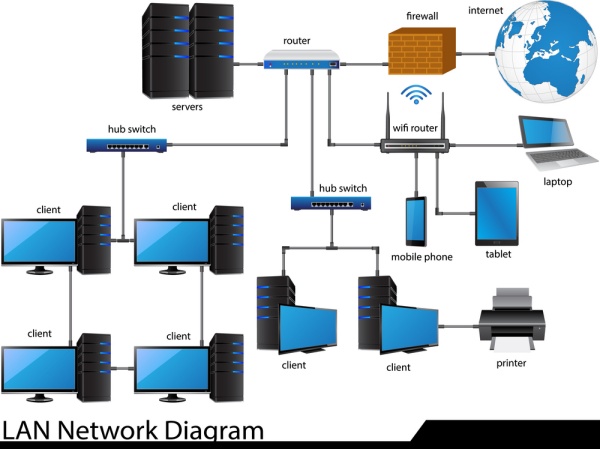 internet
firewall
router
servers
wifi router
hub switch
laptop
hub switch
client
client
mobile phone
tablet
client
client
client
client
printer
LAN Network Diagram